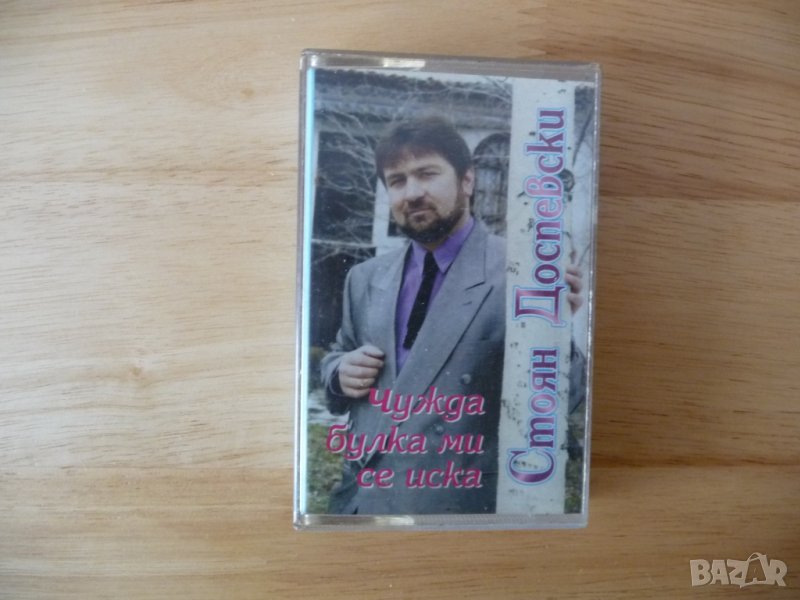 Стоян Доспевски
Чужда
булка ми
се иска
BAZAR